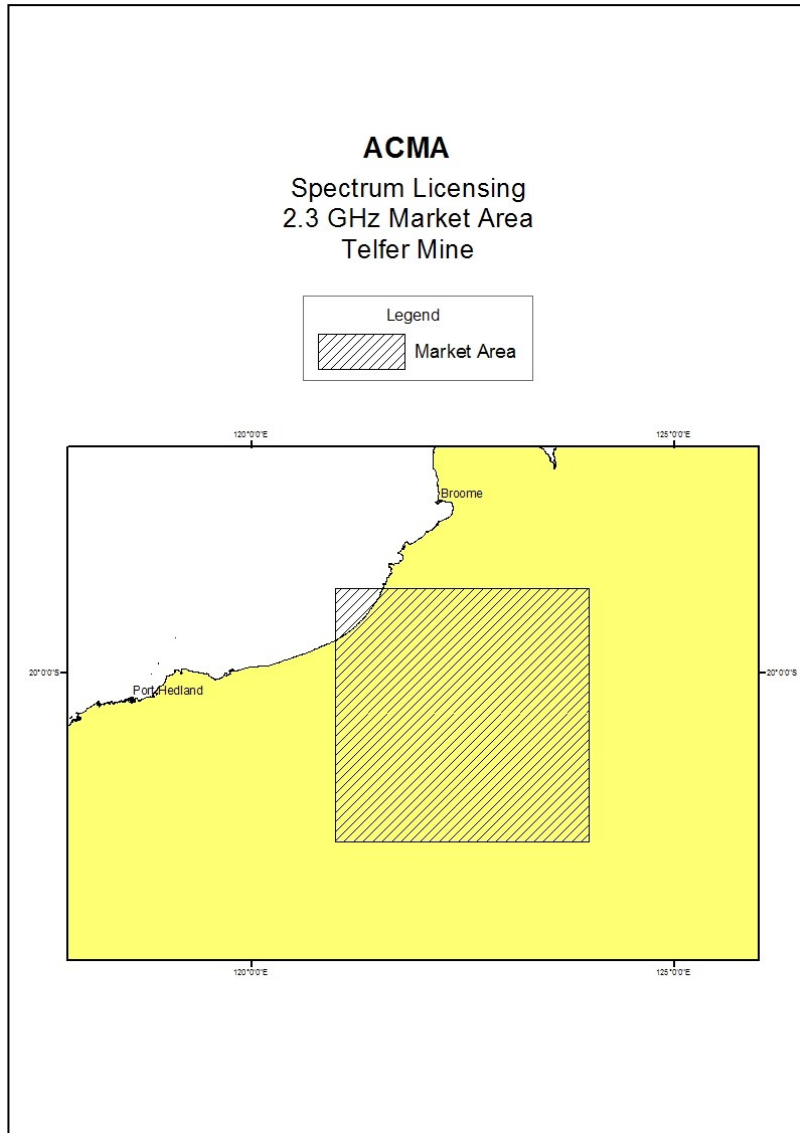 ACMA
Spectrum Licensing
2.3 GHz Market Area
Telfer Mine
Legend
Market Area
120°0'0"E
125°0'0"E
Broome
20°0'0"S
20°0'0"S
Port Hedland
120°0'0"E
125°0'0"E